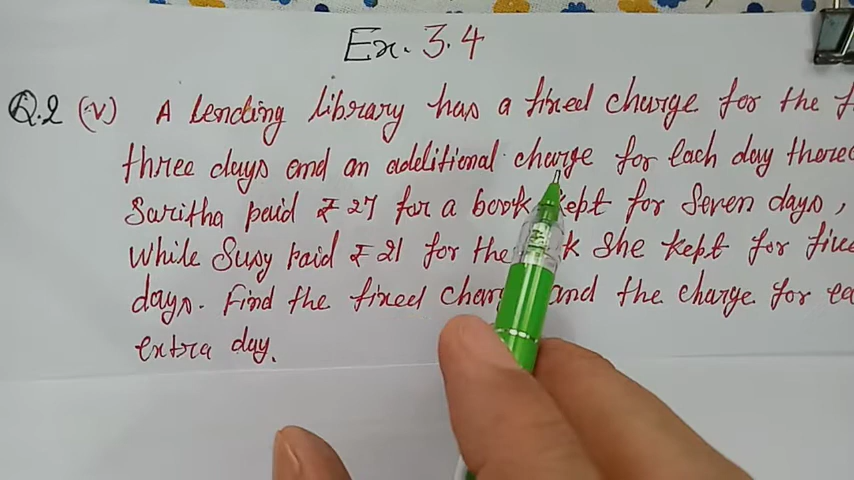 Ex. 3.4
Q.2 (v) A lending library has a fixed charge for the
three days and an additional charge for each day
Saritha paid ₹27 for a book kept for seven days,
while Susy paid ₹21 for the she kept for five
days. Find the fixed and the charge for
extra day.